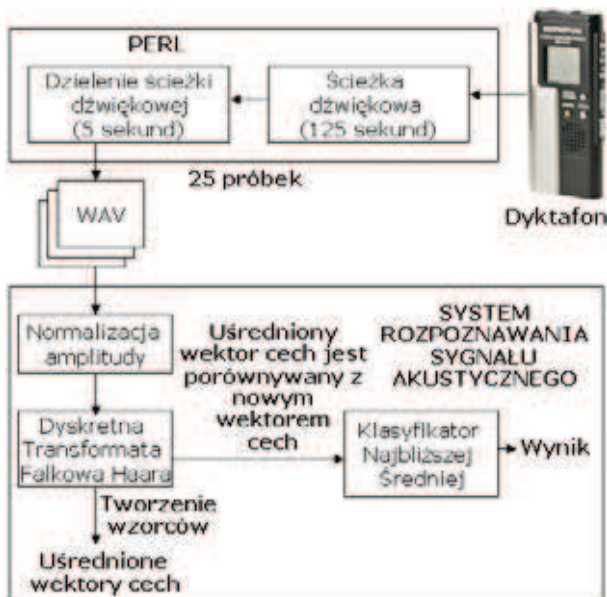 PERL
Dzielenie ścieżki
dźwiękowej
(5 sekund)
Ścieżka
dźwiękowa
(125 sekund)
OLYMPUS
Dyktafon
25 próbek
WAV
SYSTEM
ROZPOZNAWANIA
SYGNAŁU
AKUSTYCZNEGO
Normalizacja
amplitudy
Uśredniony
wektor cech jest
porównywany z
nowym
wektorem
cech
Dyskretna
Transformata
Falkowa Haara
Klasyfikator
Najbliższej
Średniej
Wynik
Tworzenie
wzorców
Uśrednione
wektory cech